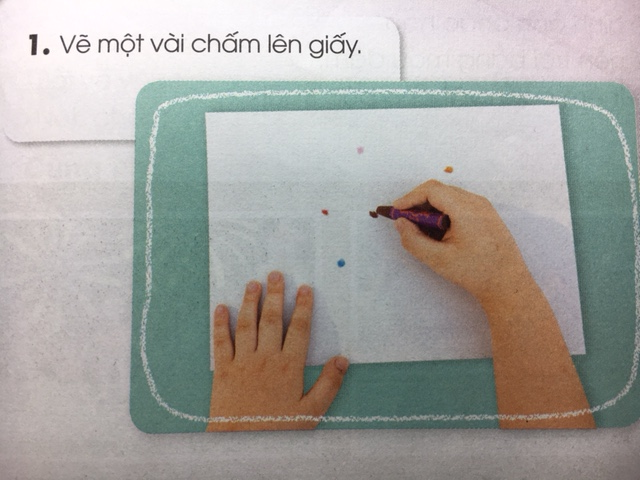 1. Vẽ một vài chấm lên giấy.